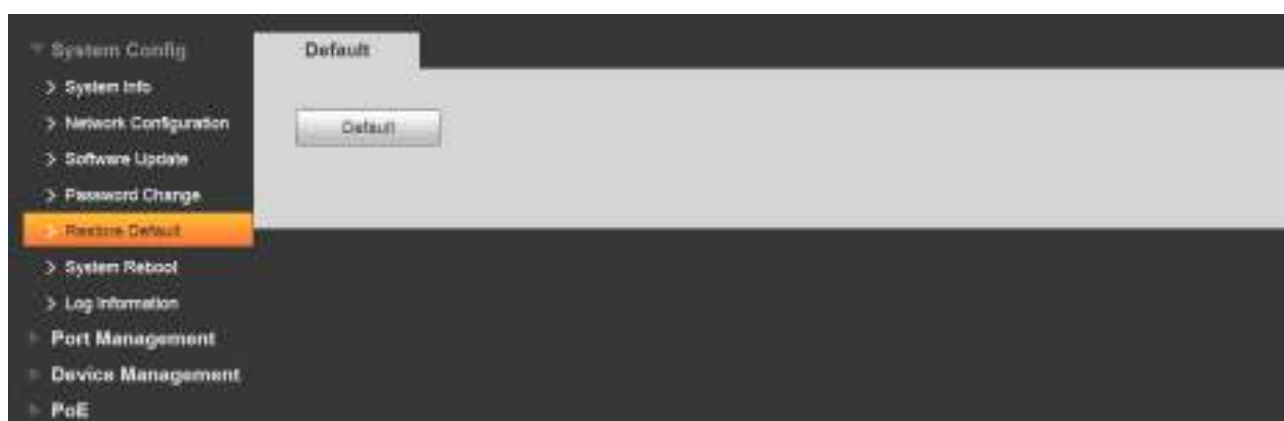 System Config
System Info
Network Configuration
Software Update
Password Change
Restore Default
System Reboot
Log Information
Port Management
Device Management
PoE
Default
Default